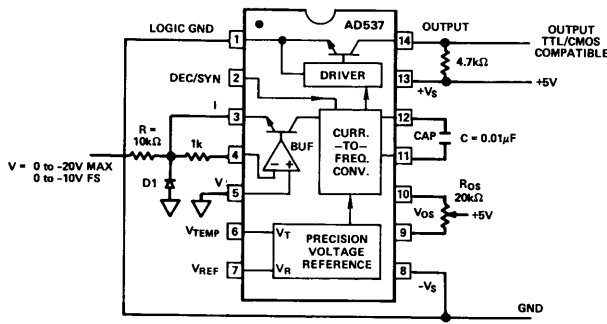 LOGIC GND
1
AD537
14
OUTPUT
OUTPUT
TTL/CMOS
COMPATIBLE
DRIVER
4.7kΩ
DEC/SYN
2
13
+VS
+5V
I
3
12
R =
10kΩ
1k
4
BUF
CURR.
–TO–
FREQ.
CONV.
CAP
C = 0.01μF
11
V = 0 to -20V MAX
0 to -10V FS
D1
V
5
– +
10
ROS
20kΩ
VOS
+5V
VTEMP
6
VT
PRECISION
VOLTAGE
REFERENCE
9
VREF
7
VR
8
-VS
GND